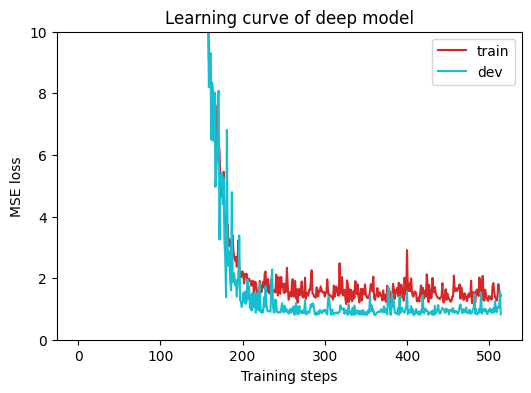 Learning curve of deep model
train
dev
MSE loss
10
8
6
4
2
0
0 100 200 300 400 500
Training steps